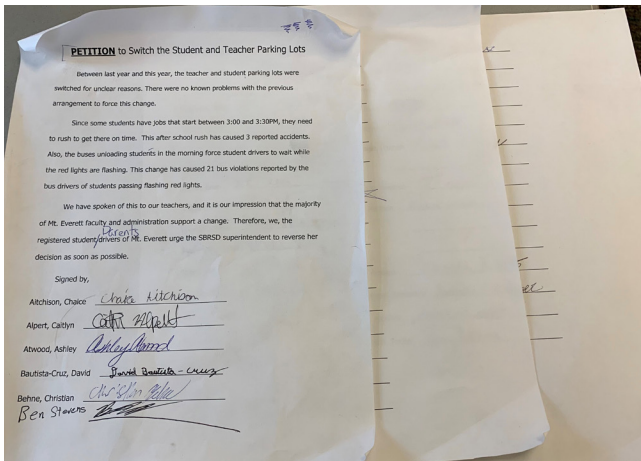 PETITION to Switch the Student and Teacher Parking Lots
Between last year and this year, the teacher and student parking lots were
switched for unclear reasons. There were no known problems with the previous
arrangement to force this change.
Since some students have jobs that start between 3:00 and 3:30PM, they need
to rush to get there on time. This after school rush has caused 3 reported accidents.
Also, the buses unloading students in the morning force student drivers to wait while
the red lights are flashing. This change has caused 21 bus violations reported by the
bus drivers of students passing flashing red lights.
We have spoken of this to our teachers, and it is our impression that the majority
of Mt. Everett faculty and administration support a change. Therefore, we, the
Parents
registered student/drivers of Mt. Everett urge the SBRSD superintendent to reverse her
decision as soon as possible.
Signed by,
Aitchison, Chaice Chaice Aitchison
Alpert, Caitlyn
Atwood, Ashley Ashley
Bautista-Cruz, David David Bautista-Cruz
Behne, Christian Christian
Ben Stevens